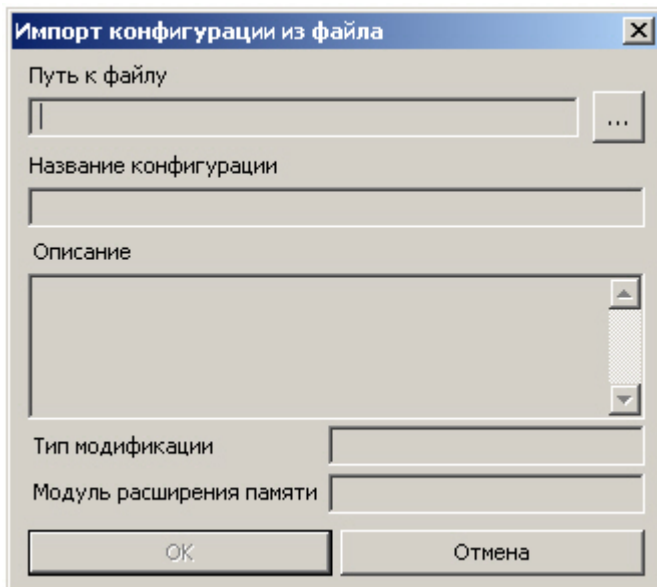 Импорт конфигурации из файла
Путь к файлу
...
Название конфигурации
Описание
Тип модификации
Модуль расширения памяти
OK
Отмена